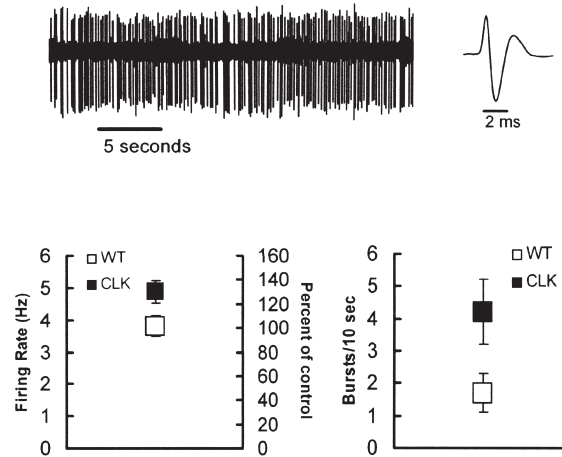 5 seconds
2 ms
Firing Rate (Hz)
6
5
4
3
2
1
0
WT
CLK
160
140
120
100
80
60
40
20
0
Percent of control
Bursts/10 sec
6
5
4
3
2
1
0
WT
CLK